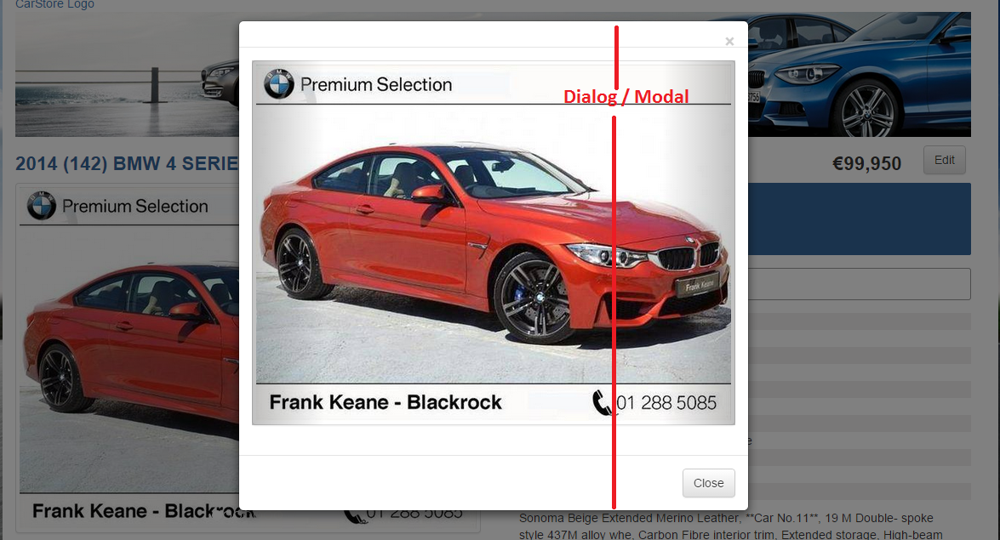 CarStore Logo
×
BMW
Premium Selection
Dialog / Modal
2014 (142) BMW 4 SERIE
€99,950
Edit
Premium Selection
Frank Keane
Frank Keane - Blackrock
01 288 5085
e
Close
Frank Keane - Blackrock
01 288 5085
Sonoma Beige Extended Merino Leather, **Car No.11**, 19 M Double- spoke
style 437M alloy whe, Carbon Fibre interior trim, Extended storage, High-beam